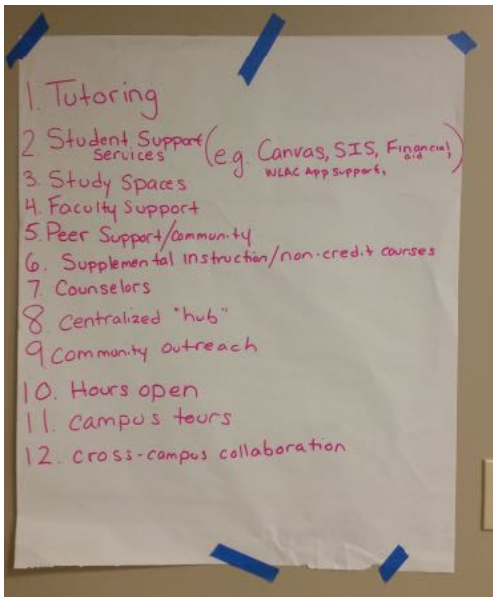 1. Tutoring
2 Student Support (e.g. Canvas, SIS, Financial aid,
Services WLAC App Support,)
3. Study Spaces
4. Faculty Support
5. Peer Support/community
6. Supplemental instruction/non-credit courses
7. Counselors
8. Centralized "hub"
9 Community outreach
10. Hours open
11. campus tours
12. cross-campus collaboration